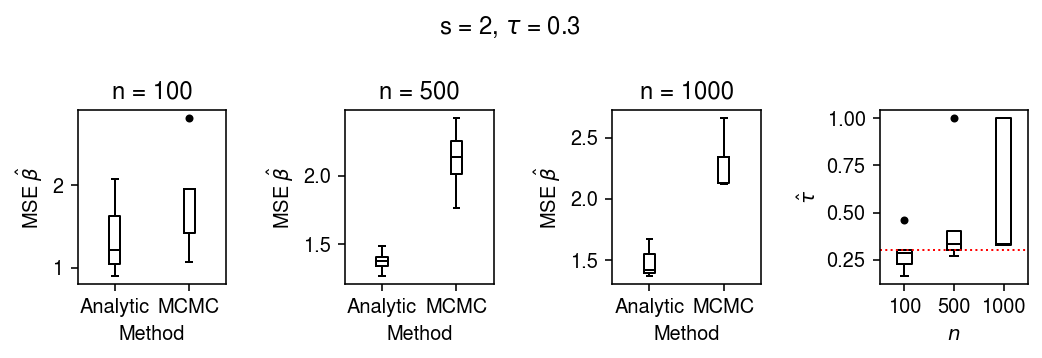 s = 2, τ = 0.3
n = 100
MSE β̂
2
1
Analytic MCMC
Method
n = 500
MSE β̂
2.0
1.5
Analytic MCMC
Method
n = 1000
MSE β̂
2.5
2.0
1.5
Analytic MCMC
Method
τ̂
1.00
0.75
0.50
0.25
100 500 1000
n